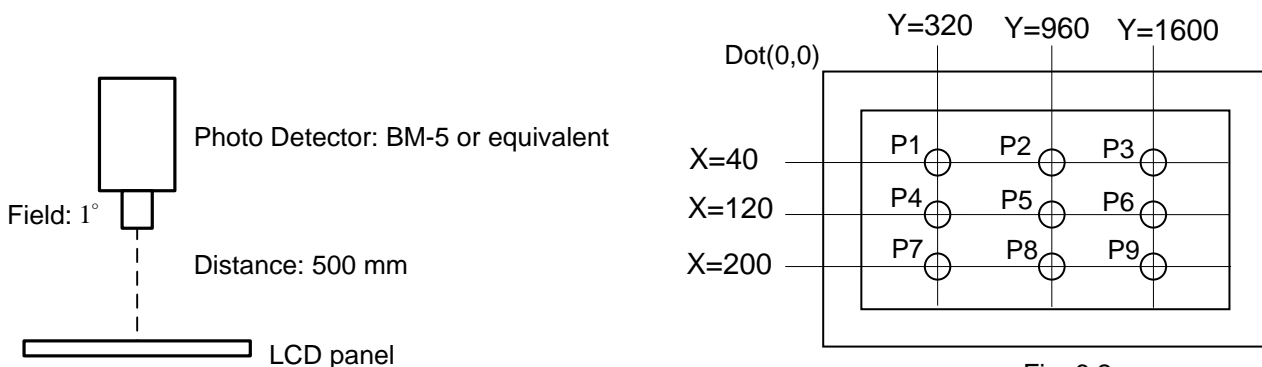 Photo Detector: BM-5 or equivalent
Field: 1°
Distance: 500 mm
LCD panel
Y=320 Y=960 Y=1600
Dot(0,0)
P1 P2 P3
X=40
P4 P5 P6
X=120
P7 P8 P9
X=200